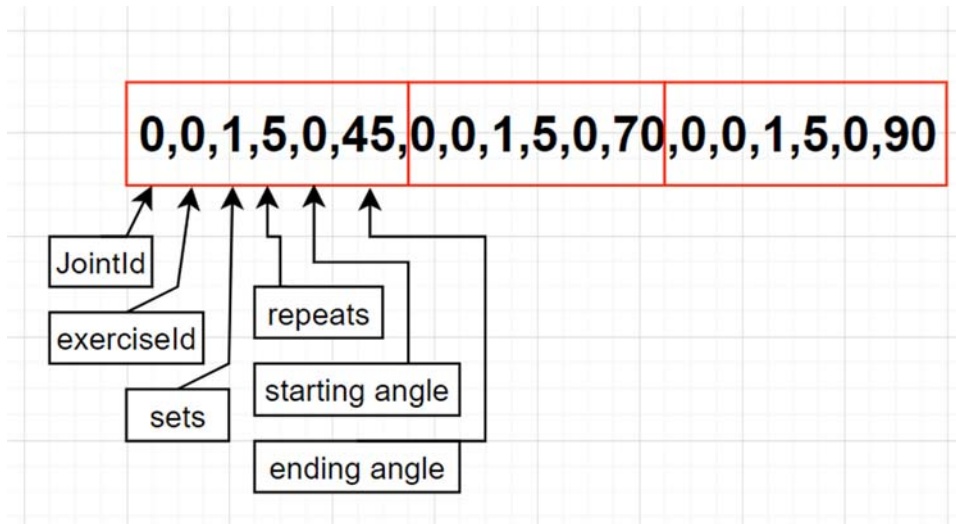 0,0,1,5,0,45,0,0,1,5,0,70,0,0,1,5,0,90
JointId
exerciseId
repeats
starting angle
sets
ending angle